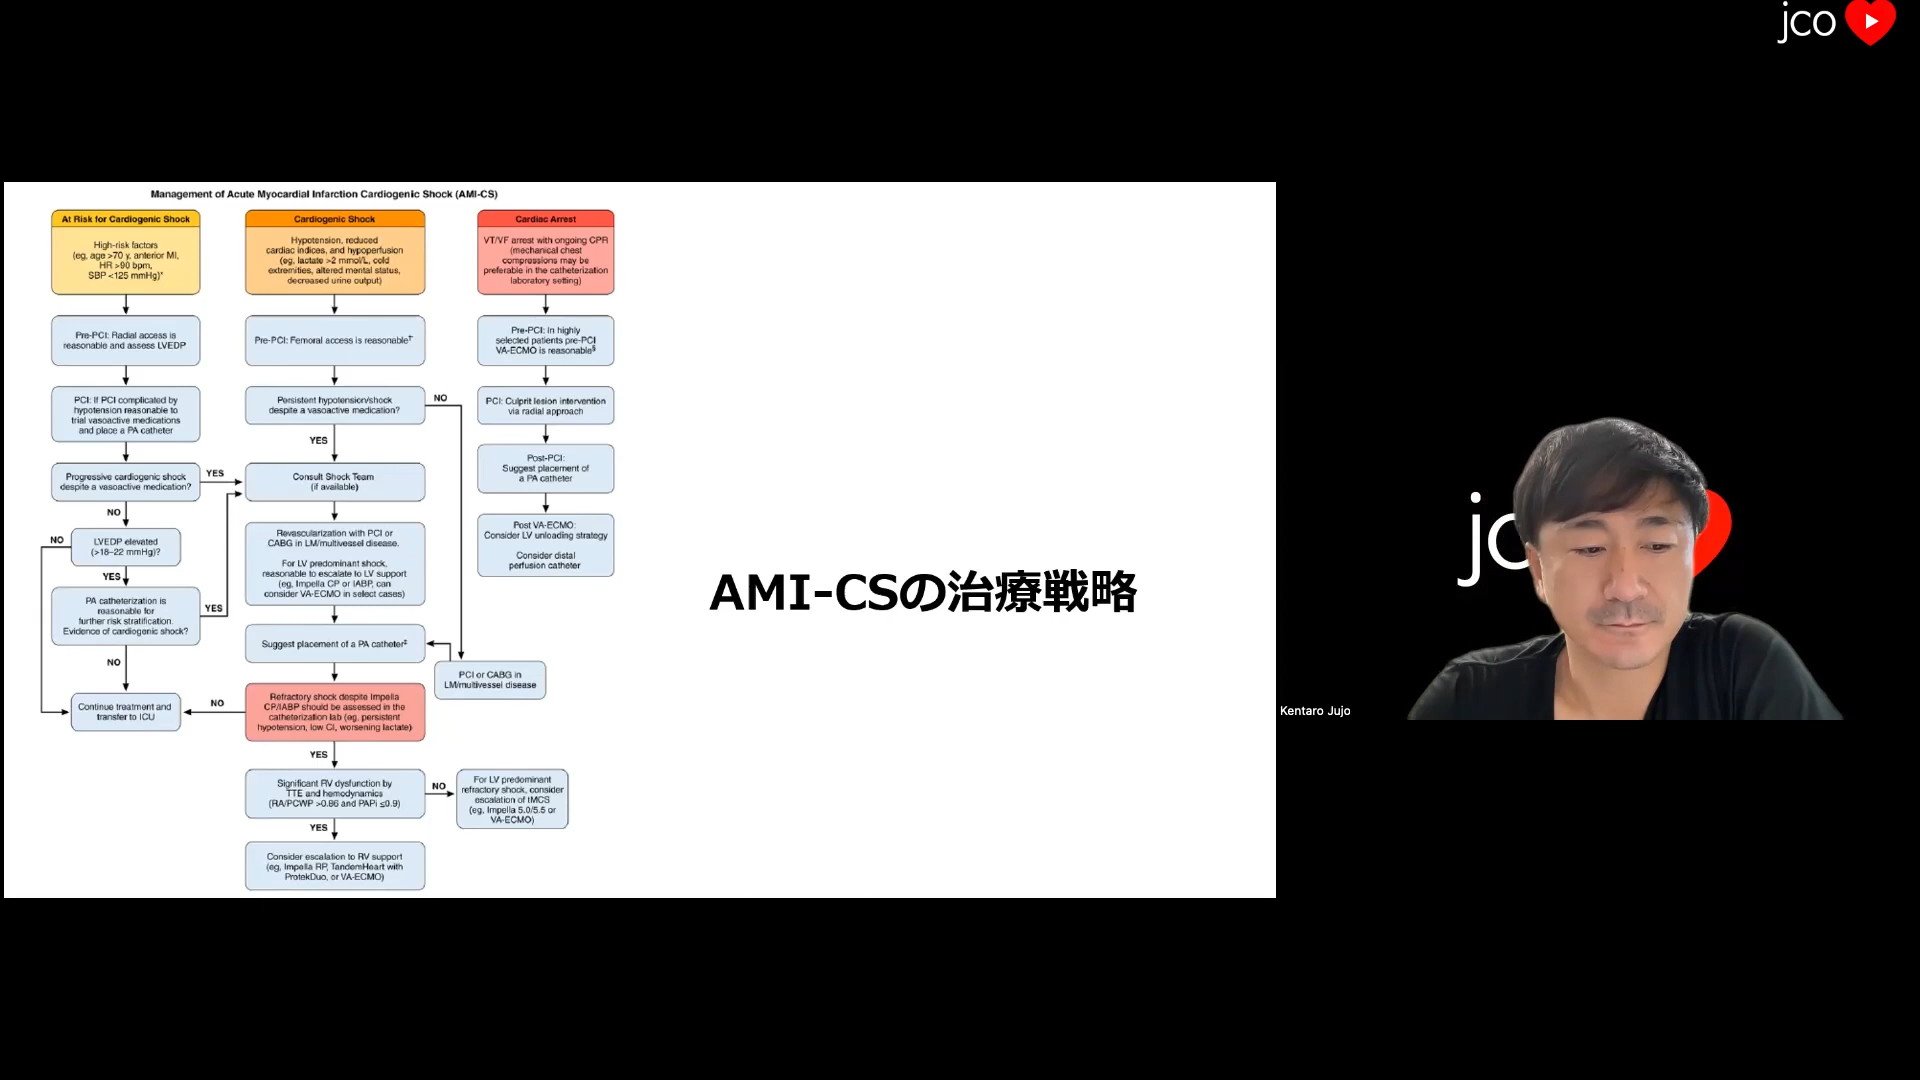 jco
Management of Acute Myocardial Infarction Cardiogenic Shock (AMI-CS)
At Risk for Cardiogenic Shock
High-risk factors
(eg, age >70 y, anterior MI,
HR >90 bpm,
SBP <125 mmHg)*
Pre-PCI: Radial access is
reasonable and assess LVEDP
PCI: If PCI complicated by
hypotension reasonable to
trial vasoactive medications
and place a PA catheter
Progressive cardiogenic shock
despite a vasoactive medication?
YES
NO
LVEDP elevated
(>18–22 mmHg)?
NO
YES
PA catheterization is
reasonable for
further risk stratification.
Evidence of cardiogenic shock?
YES
NO
Continue treatment and
transfer to ICU
Cardiogenic Shock
Hypotension, reduced
cardiac indices, and hypoperfusion
(eg, lactate >2 mmol/L, cold
extremities, altered mental status,
decreased urine output)
Pre-PCI: Femoral access is reasonable†
Persistent hypotension/shock
despite a vasoactive medication?
NO
YES
Consult Shock Team
(if available)
Revascularization with PCI or
CABG in LM/multivessel disease.
For LV predominant shock,
reasonable to escalate to LV support
(eg, Impella CP or IABP, can
consider VA-ECMO in select cases)
Suggest placement of a PA catheter‡
PCI or CABG in
LM/multivessel disease
Refractory shock despite Impella
CP/IABP should be assessed in the
catheterization lab (eg, persistent
hypotension, low CI, worsening lactate)
NO
YES
Significant RV dysfunction by
TTE and hemodynamics
(RA/PCWP >0.86 and PAPi ≤0.9)
NO
For LV predominant
refractory shock, consider
escalation of tMCS
(eg, Impella 5.0/5.5 or
VA-ECMO)
YES
Consider escalation to RV support
(eg, Impella RP, TandemHeart with
ProtekDuo, or VA-ECMO)
Cardiac Arrest
VT/VF arrest with ongoing CPR
(mechanical chest
compressions may be
preferable in the catheterization
laboratory setting)
Pre-PCI: In highly
selected patients pre-PCI
VA-ECMO is reasonable§
PCI: Culprit lesion intervention
via radial approach
Post-PCI:
Suggest placement of
a PA catheter
Post VA-ECMO:
Consider LV unloading strategy
Consider distal
perfusion catheter
AMI-CSの治療戦略
jc
Kentaro Jujo